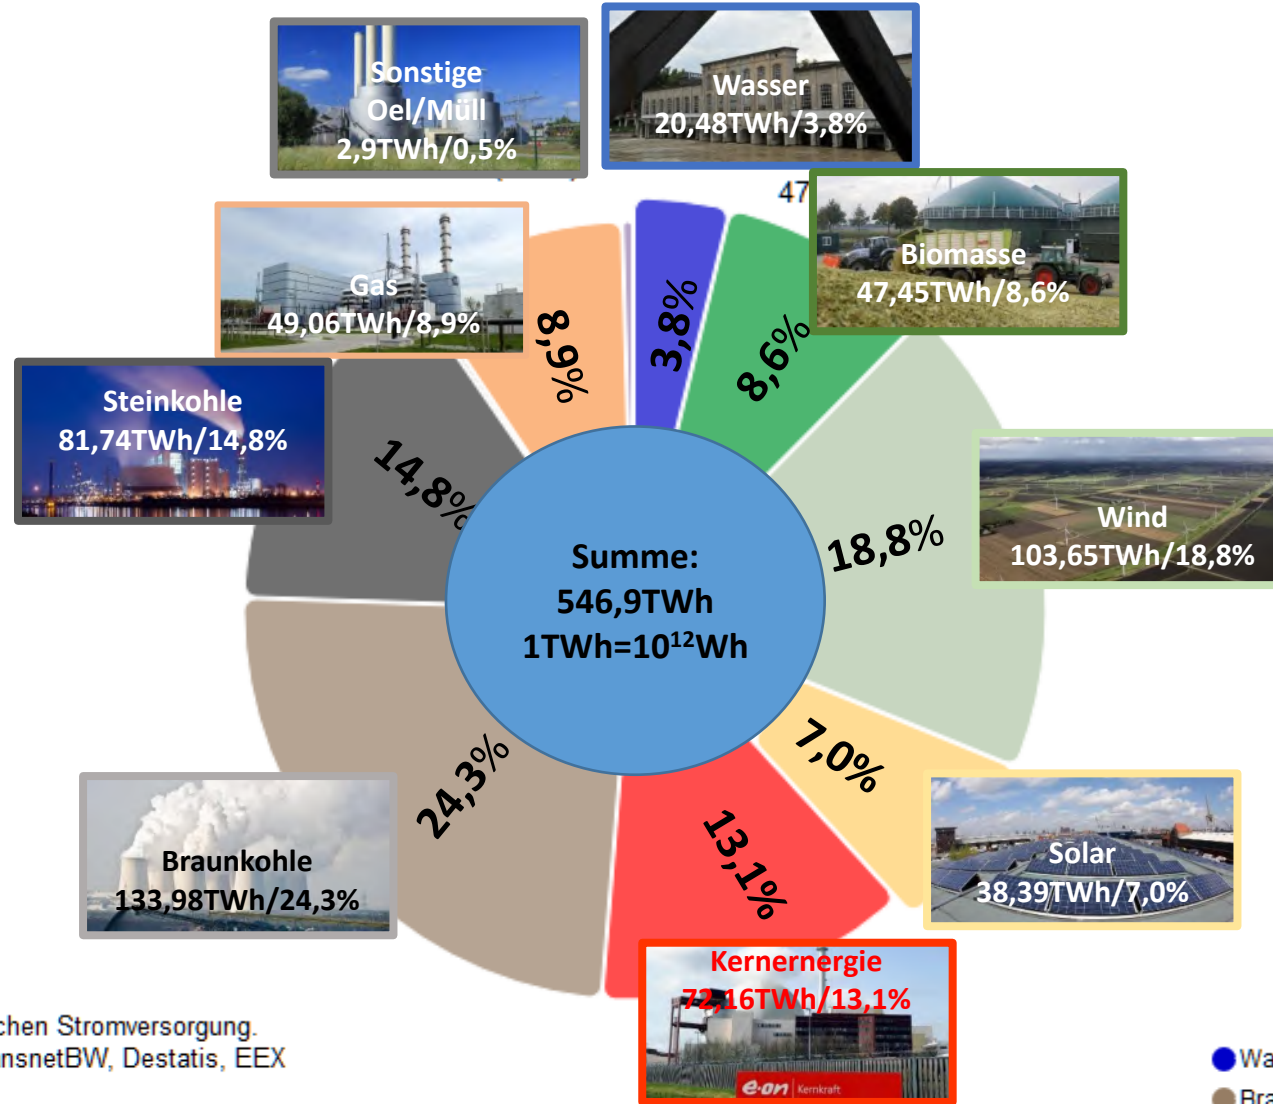 Sonstige
Oel/Müll
2,9TWh/0,5%
Wasser
20,48TWh/3,8%
47
Biomasse
47,45TWh/8,6%
Gas
49,06TWh/8,9%
8,9%
3,8%
8,6%
Steinkohle
81,74TWh/14,8%
14,8%
Wind
103,65TWh/18,8%
18,8%
Summe:
546,9TWh
1TWh=10¹²Wh
7,0%
24,3%
13,1%
Braunkohle
133,98TWh/24,3%
Solar
38,39TWh/7,0%
Kernernergie
72,16TWh/13,1%
e·on Kernkraft
chen Stromversorgung.
nsnetBW, Destatis, EEX
Wa
Bra